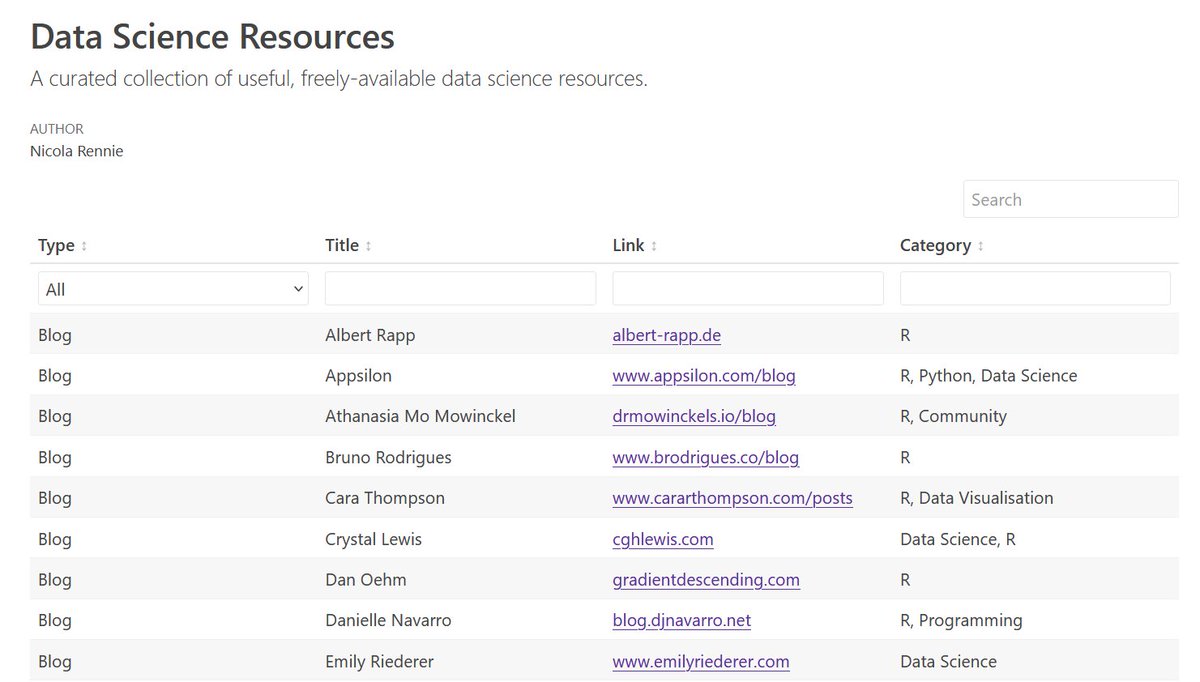 Data Science Resources
A curated collection of useful, freely-available data science resources.
AUTHOR
Nicola Rennie
Search
Type Title Link Category
All
Blog Albert Rapp albert-rapp.de R
Blog Appsilon www.appsilon.com/blog R, Python, Data Science
Blog Athanasia Mo Mowinckel drmowinckels.io/blog R, Community
Blog Bruno Rodrigues www.brodrigues.co/blog R
Blog Cara Thompson www.cararthompson.com/posts R, Data Visualisation
Blog Crystal Lewis cghlewis.com Data Science, R
Blog Dan Oehm gradientdescending.com R
Blog Danielle Navarro blog.djnavarro.net R, Programming
Blog Emily Riederer www.emilyriederer.com Data Science